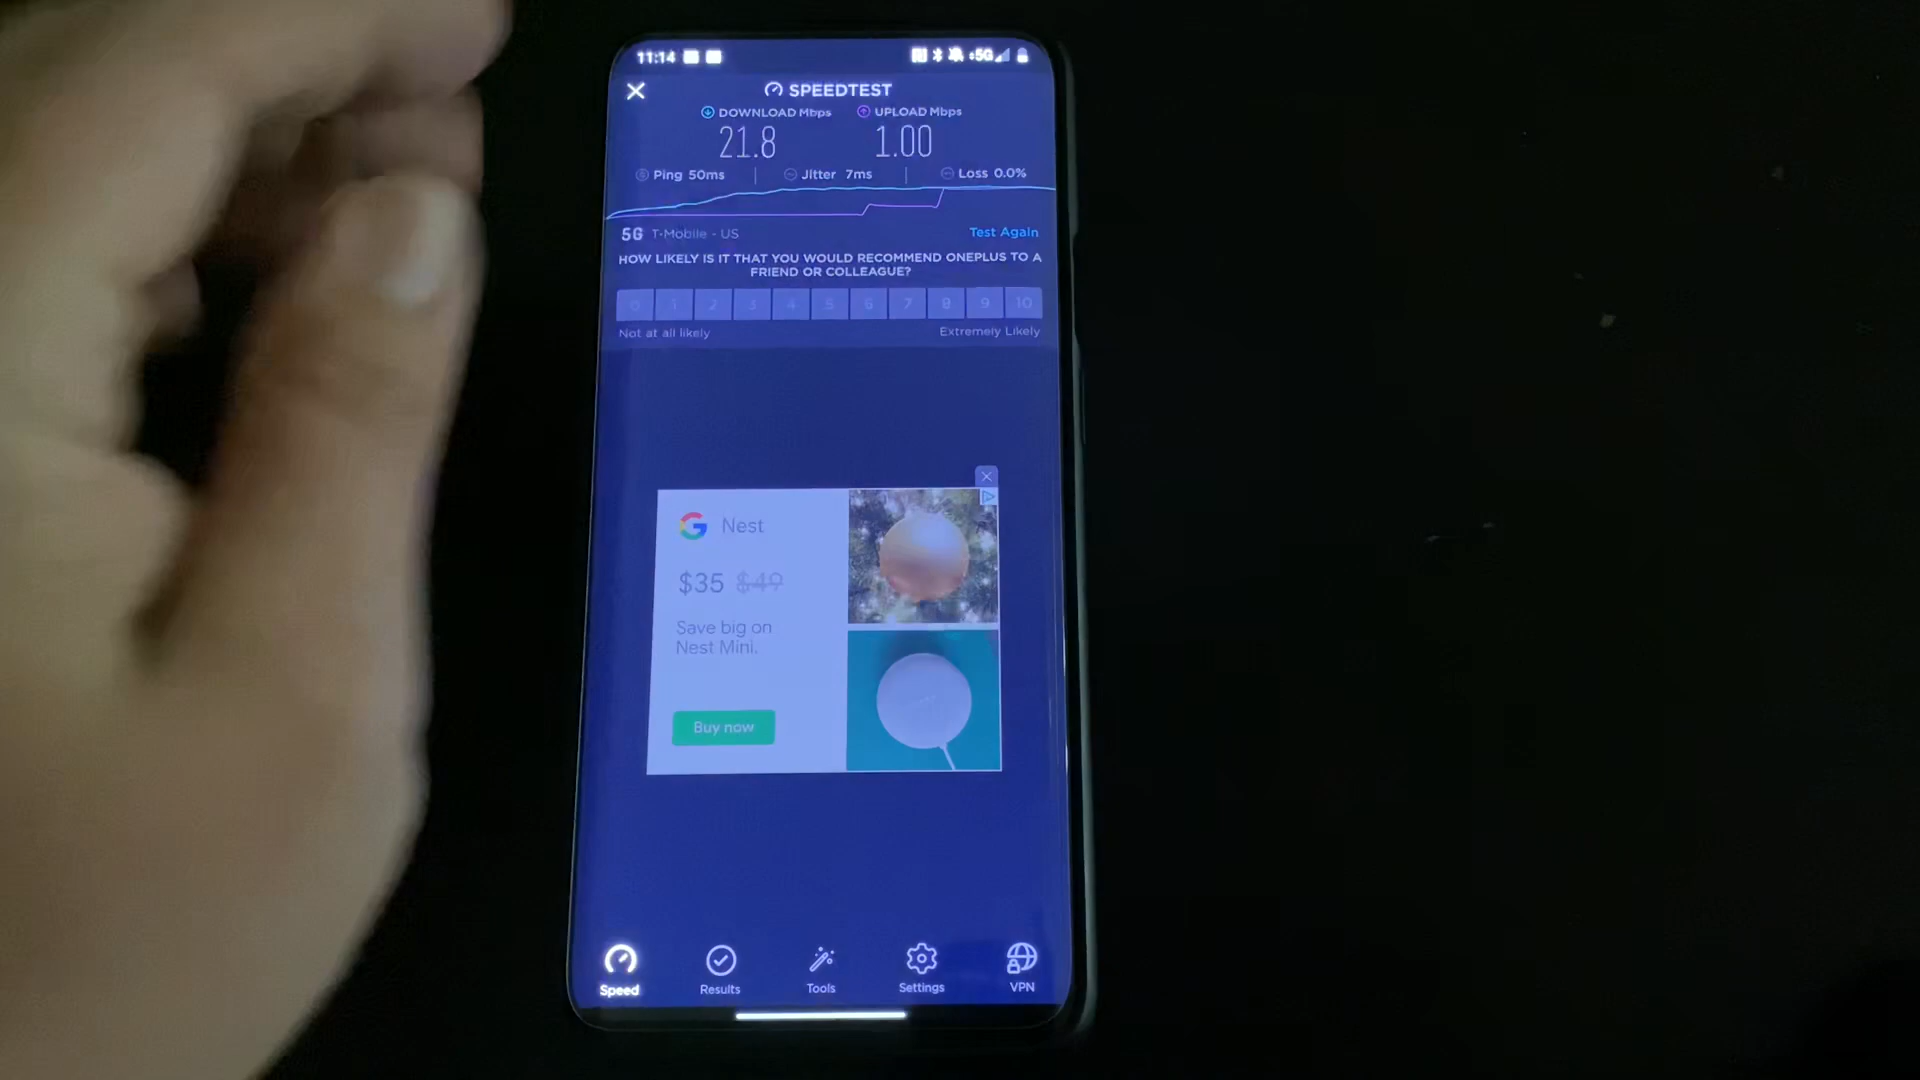 11:14
5G
SPEEDTEST
DOWNLOAD Mbps UPLOAD Mbps
21.8 1.00
Ping 50ms Jitter 7ms Loss 0.0%
5G T-Mobile - US Test Again
HOW LIKELY IS IT THAT YOU WOULD RECOMMEND ONEPLUS TO A
FRIEND OR COLLEAGUE?
0 1 2 3 4 5 6 7 8 9 10
Not at all likely Extremely Likely
Nest
$35 $49
Save big on
Nest Mini.
Buy now
Speed Results Tools Settings VPN